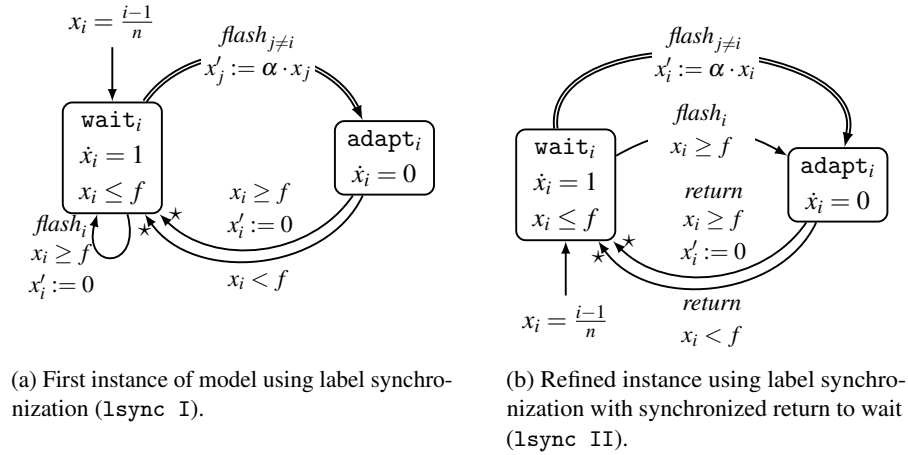 x_i = (i−1)/n
flash_{j≠i}
x'_j := α · x_j
wait_i
ẋ_i = 1
x_i ≤ f
adapt_i
ẋ_i = 0
flash_i
x_i ≥ f
x'_i := 0
⋆
⋆
x_i ≥ f
x'_i := 0
x_i < f
(a) First instance of model using label synchro-
nization (lsync I).
flash_{j≠i}
x'_i := α · x_i
flash_i
x_i ≥ f
wait_i
ẋ_i = 1
x_i ≤ f
adapt_i
ẋ_i = 0
return
x_i ≥ f
x'_i := 0
⋆
⋆
return
x_i < f
x_i = (i−1)/n
(b) Refined instance using label synchro-
nization with synchronized return to wait
(lsync II).